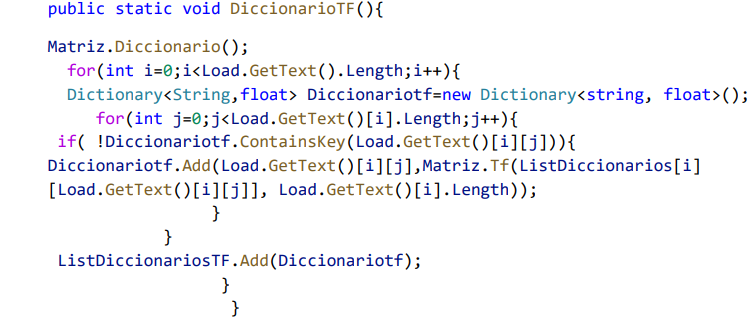 public static void DiccionarioTF(){
Matriz.Diccionario();
for(int i=0;i<Load.GetText().Length;i++){
Dictionary<String,float> Diccionariotf=new Dictionary<string, float>();
for(int j=0;j<Load.GetText()[i].Length;j++){
if( !Diccionariotf.ContainsKey(Load.GetText()[i][j])){
Diccionariotf.Add(Load.GetText()[i][j],Matriz.Tf(ListDiccionarios[i]
[Load.GetText()[i][j]], Load.GetText()[i].Length));
}
}
ListDiccionariosTF.Add(Diccionariotf);
}
}